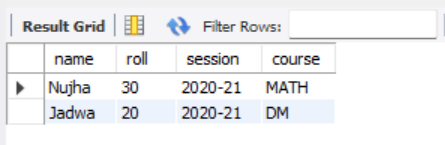 Result Grid Filter Rows:
name roll session course
Nujha 30 2020-21 MATH
Jadwa 20 2020-21 DM